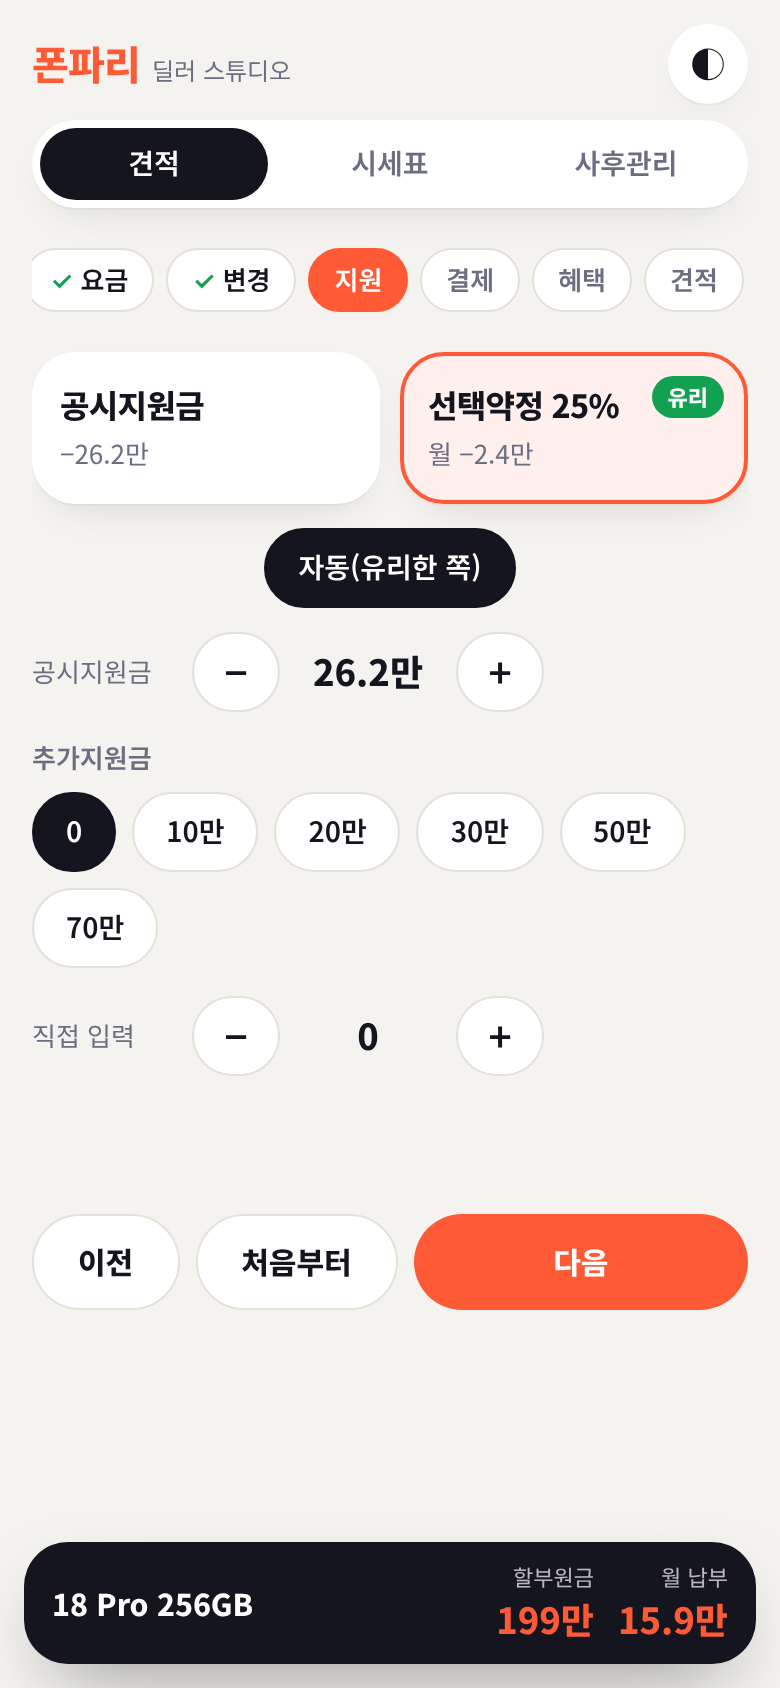 폰파리 딜러 스튜디오
견적 시세표 사후관리
요금 변경 지원 결제 혜택 견적
공시지원금
−26.2만
선택약정 25% 유리
월 −2.4만
자동(유리한 쪽)
공시지원금 − 26.2만 +
추가지원금
0 10만 20만 30만 50만
70만
직접 입력 − 0 +
이전 처음부터 다음
18 Pro 256GB
할부원금 월 납부
199만 15.9만